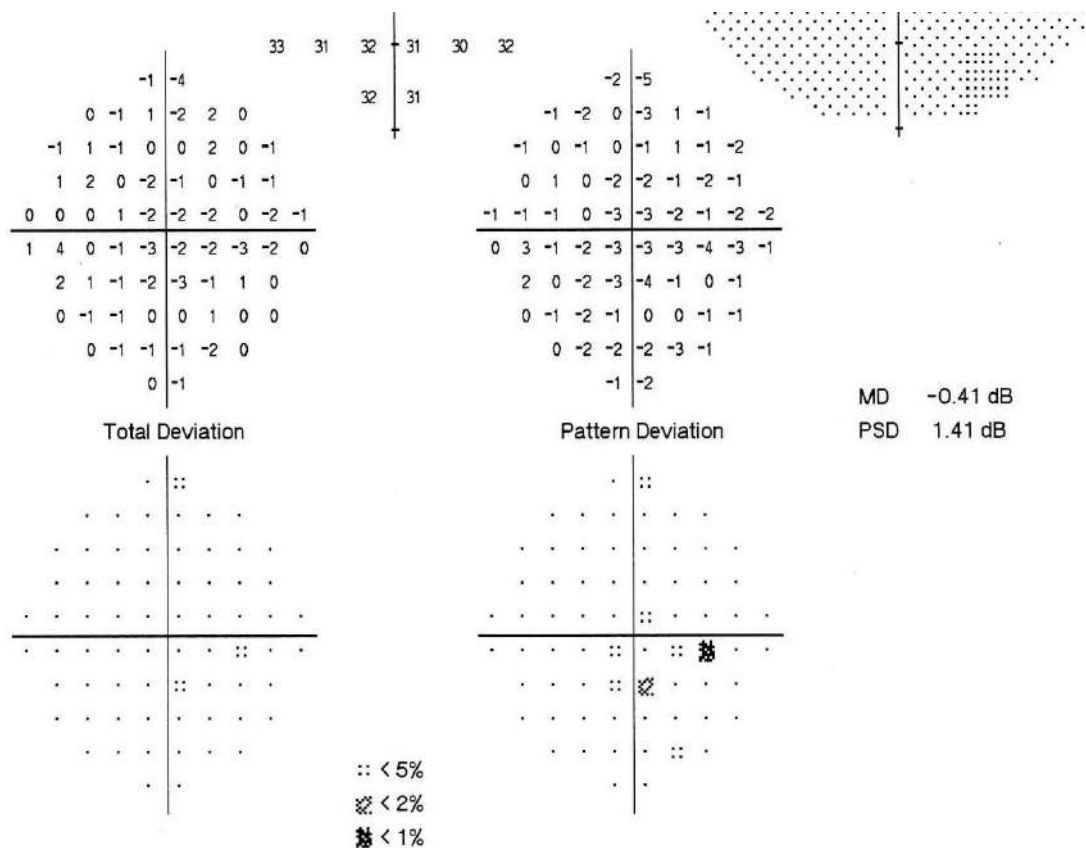 33 31 32 31 30 32
32 31
-1 -4
0 -1 1 -2 2 0
-1 1 -1 0 0 2 0 -1
1 2 0 -2 -1 0 -1 -1
0 0 0 1 -2 -2 -2 0 -2 -1
1 4 0 -1 -3 -2 -2 -3 -2 0
2 1 -1 -2 -3 -1 1 0
0 -1 -1 0 0 1 0 0
0 -1 -1 -1 -2 0
0 -1
Total Deviation
-2 -5
-1 -2 0 -3 1 -1
-1 0 -1 0 -1 1 -1 -2
0 1 0 -2 -2 -1 -2 -1
-1 -1 -1 0 -3 -3 -2 -1 -2 -2
0 3 -1 -2 -3 -3 -3 -4 -3 -1
2 0 -2 -3 -4 -1 0 -1
0 -1 -2 -1 0 0 -1 -1
0 -2 -2 -2 -3 -1
-1 -2
Pattern Deviation
MD -0.41 dB
PSD 1.41 dB
< 5%
< 2%
< 1%